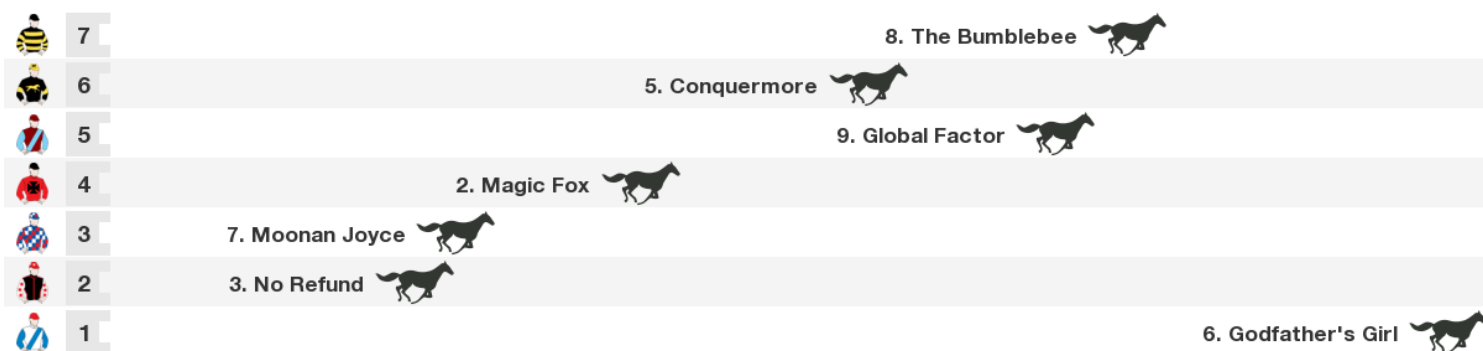 7 8. The Bumblebee
6 5. Conquermore
5 9. Global Factor
4 2. Magic Fox
3 7. Moonan Joyce
2 3. No Refund
1 6. Godfather's Girl